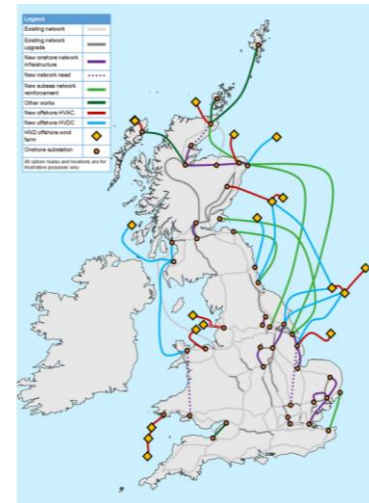 Legend
Existing network
Existing network
upgrade
New onshore network
infrastructure
New network need
New subsea network
reinforcement
Other works
New offshore HVAC
New offshore HVDC
HND offshore wind
farm
Onshore substation
All option routes and locations are for
illustrative purposes only